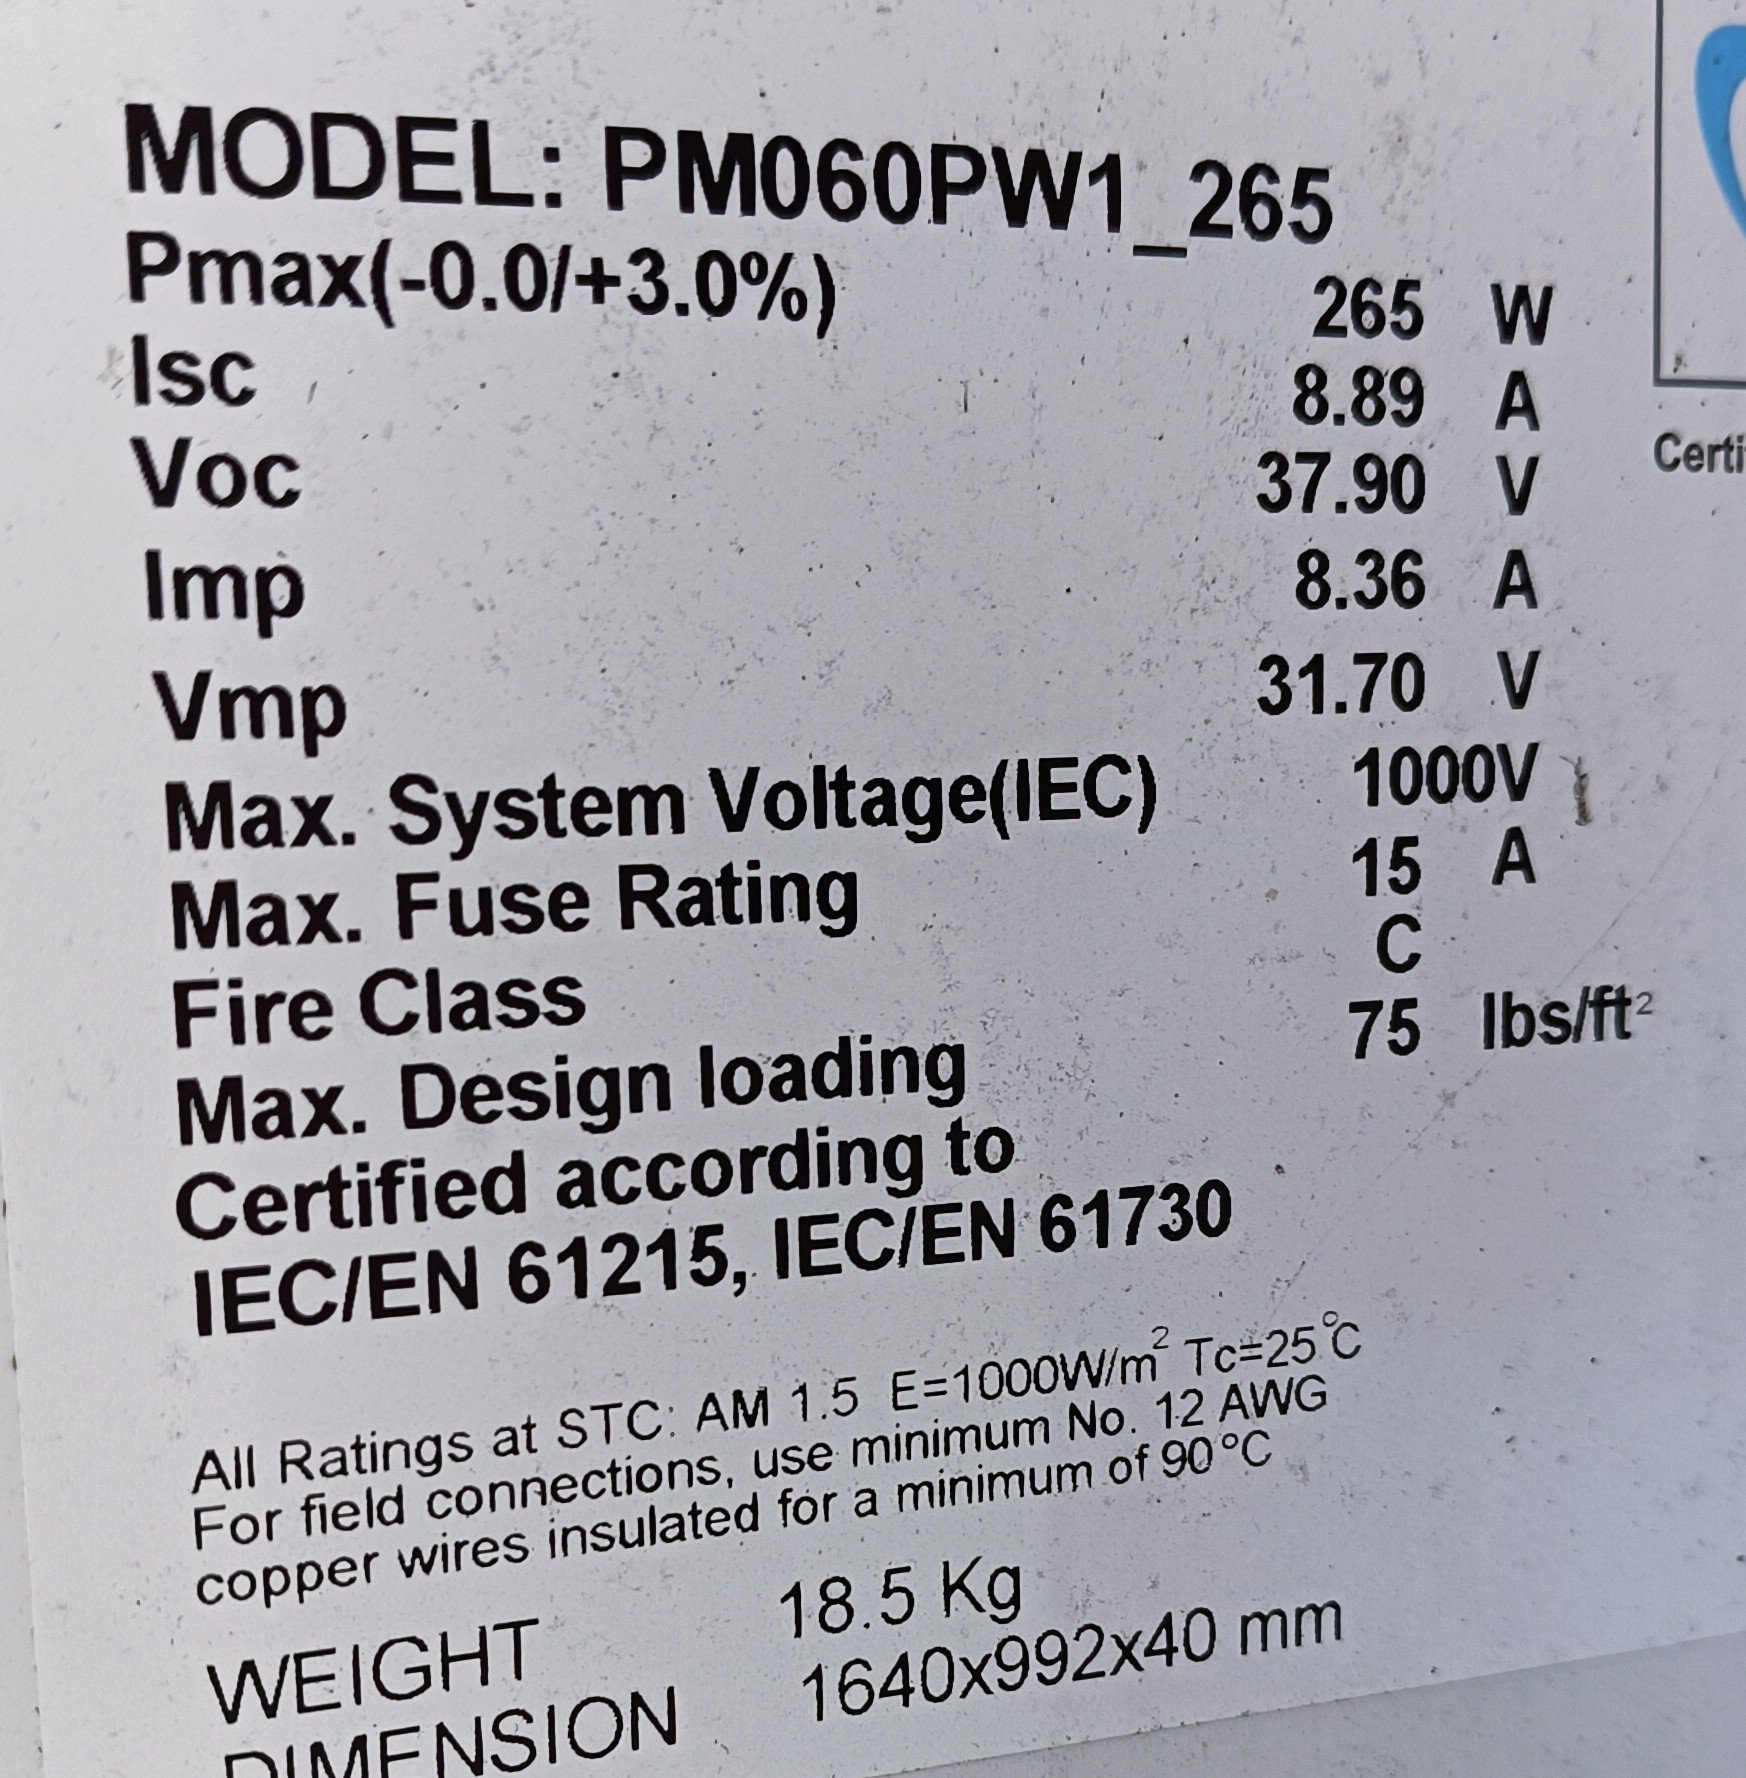 MODEL: PM060PW1_265
Pmax(-0.0/+3.0%) 265 W
Isc 8.89 A
Voc 37.90 V
Imp 8.36 A
Vmp 31.70 V
Max. System Voltage(IEC) 1000V
Max. Fuse Rating 15 A
Fire Class C
Max. Design loading 75 lbs/ft²
Certified according to
IEC/EN 61215, IEC/EN 61730
All Ratings at STC: AM 1.5 E=1000W/m² Tc=25°C
For field connections, use minimum No. 12 AWG
copper wires insulated for a minimum of 90°C
WEIGHT 18.5 Kg
DIMENSION 1640x992x40 mm